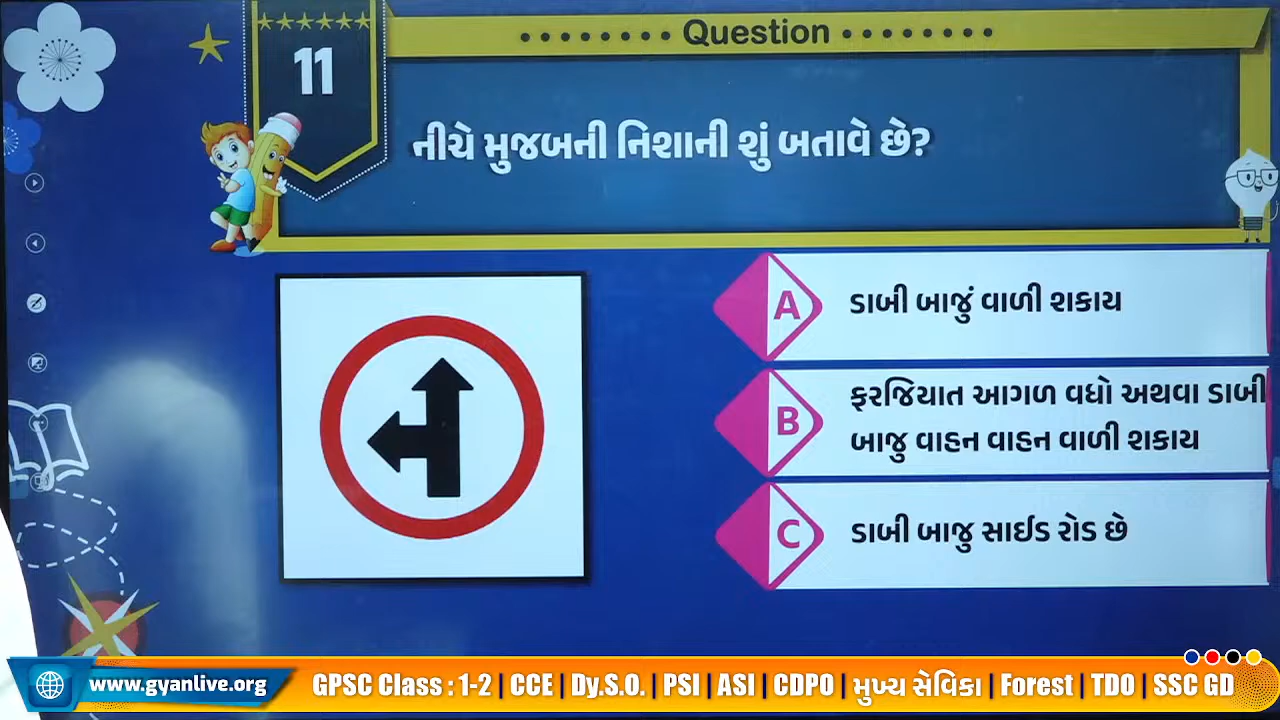 Question
11
નીચે મુજબની નિશાની શું બતાવે છે?
A
ડાબી બાજું વાળી શકાય
B
ફરજિયાત આગળ વધો અથવા ડાબી
બાજુ વાહન વાહન વાળી શકાય
C
ડાબી બાજુ સાઈડ રોડ છે
www.gyanlive.org
GPSC Class : 1-2 | CCE | Dy.S.O. | PSI | ASI | CDPO | મુખ્ય સેવિકા | Forest | TDO | SSC GD